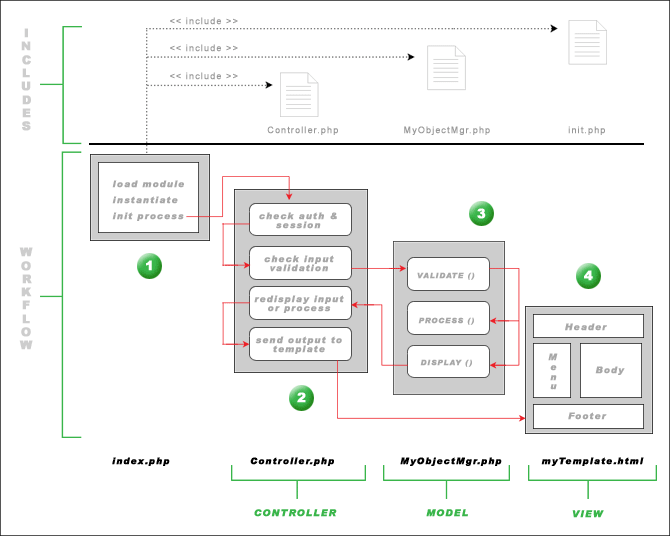 INCLUDES
<< include >>
<< include >>
<< include >>
Controller.php
MyObjectMgr.php
init.php
WORKFLOW
load module
instantiate
init process
1
check auth &
session
check input
validation
redisplay input
or process
send output to
template
2
3
VALIDATE ()
PROCESS ()
DISPLAY ()
4
Header
Menu
Body
Footer
index.php
Controller.php
MyObjectMgr.php
myTemplate.html
CONTROLLER
MODEL
VIEW